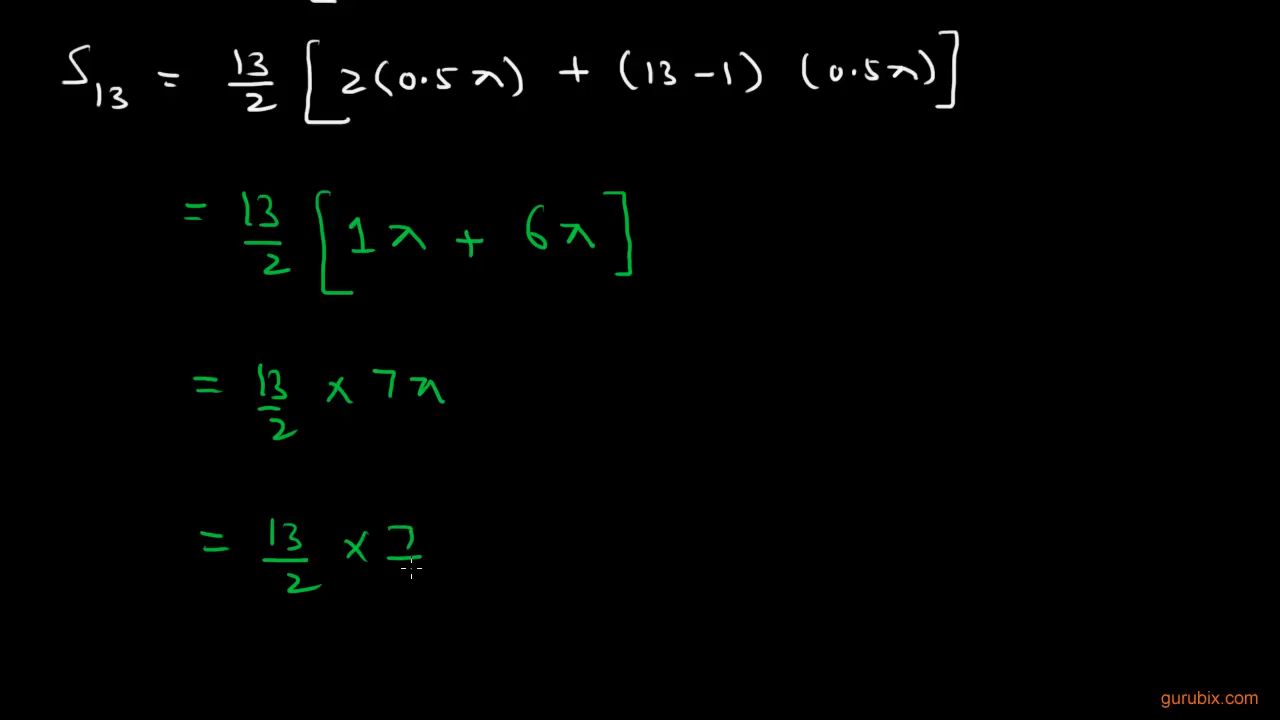 S₁₃ = 13/2 [2(0.5π) + (13-1) (0.5π)]
= 13/2 [1π + 6π]
= 13/2 × 7π
= 13/2 × 7
gurubix.com